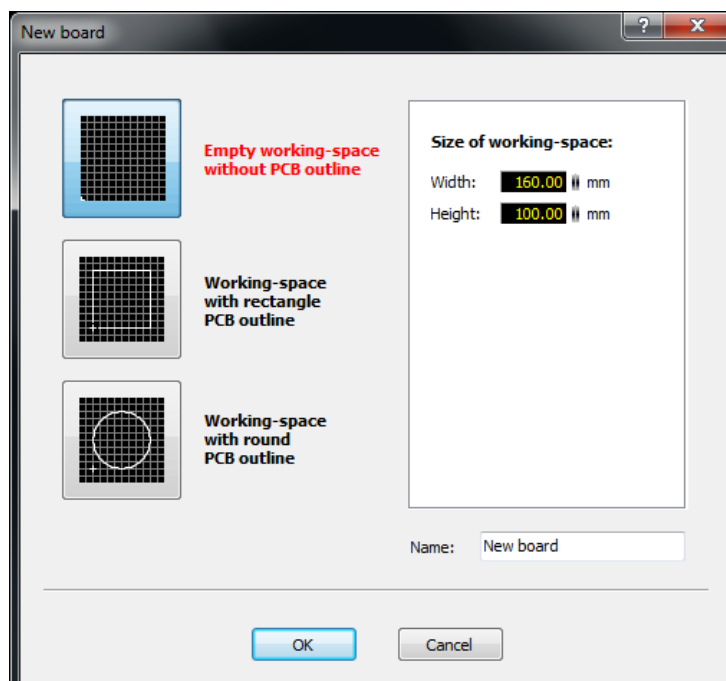 New board
?
Empty working-space
without PCB outline
Working-space
with rectangle
PCB outline
Working-space
with round
PCB outline
Size of working-space:
Width: 160.00 mm
Height: 100.00 mm
Name: New board
OK Cancel